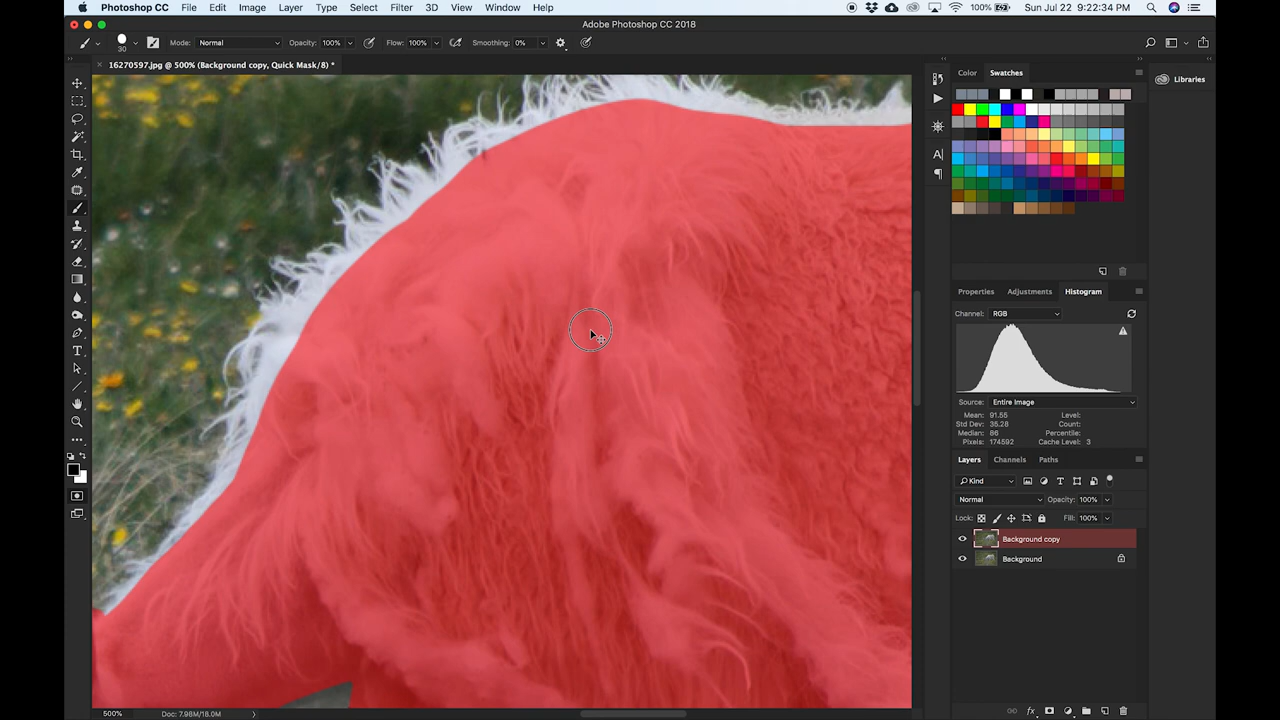 Photoshop CC File Edit Image Layer Type Select Filter 3D View Window Help 100% Sun Jul 22 9:22:34 PM
Adobe Photoshop CC 2018
30 Mode: Normal Opacity: 100% Flow: 100% Smoothing: 0%
× 16270597.jpg @ 500% (Background copy, Quick Mask/8) *
Color Swatches
Libraries
Properties Adjustments Histogram
Channel: RGB
Source: Entire Image
Mean: 91.55 Level:
Std Dev: 35.28 Count:
Median: 86 Percentile:
Pixels: 174592 Cache Level: 3
Layers Channels Paths
Kind
Normal Opacity: 100%
Lock: Fill: 100%
Background copy
Background
fx
500% Doc: 7.98M/18.0M